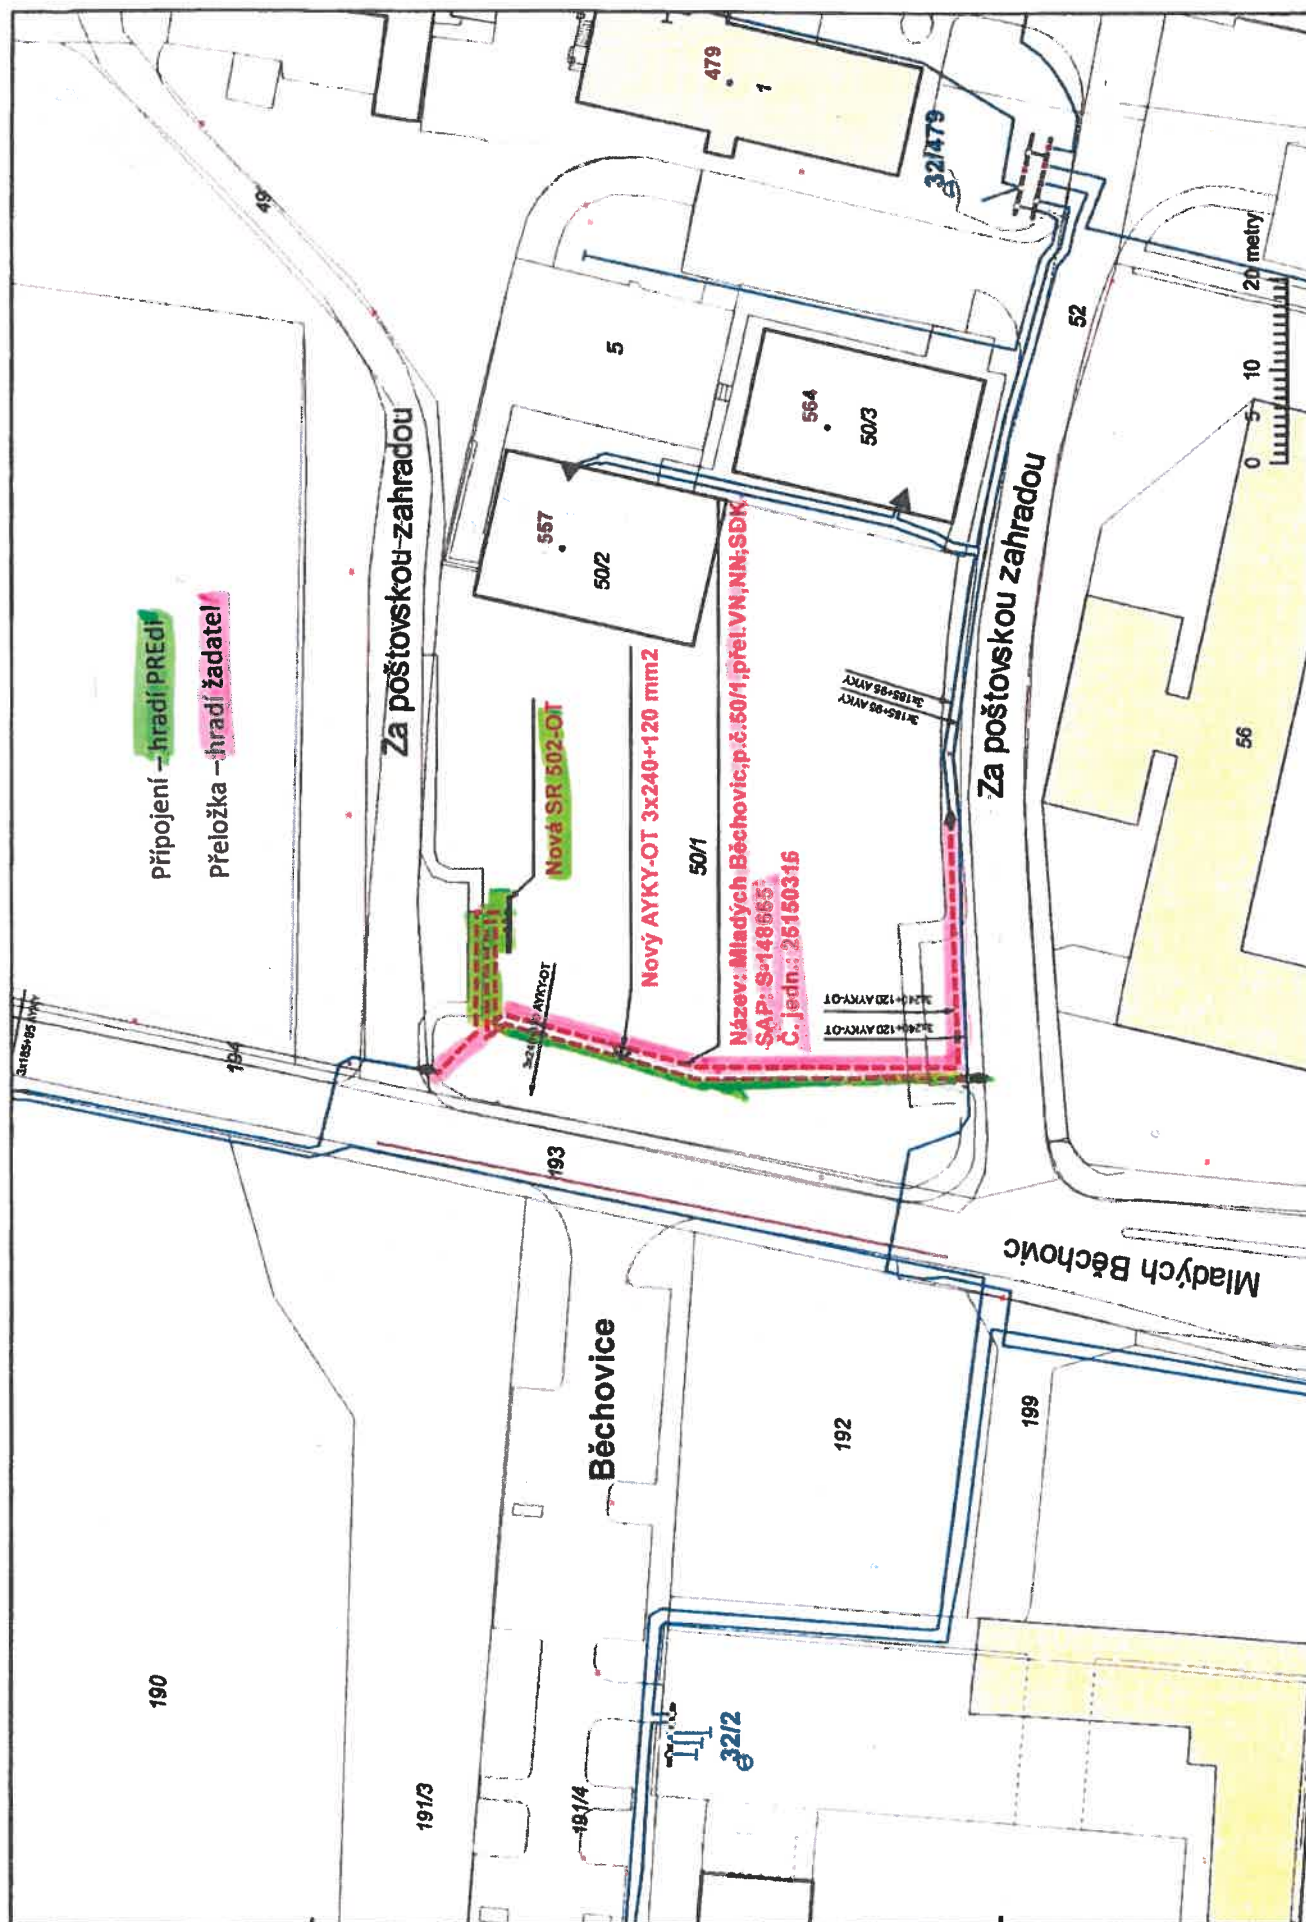 Připojení – hradí PREdi
Přeložka – hradí žadatel
Za poštovskou zahradou
Nová SR 502-OT
Nový AYKY-OT 3x240+120 mm2
50/1
Název: Mladých Běchovic,p.č.50/1,přel.VN,NN,SDK
Č. jedn.: 25150316
3x185+95 AYKY
3x185+95 AYKY
3x240+120 AYKY-OT
3x240+120 AYKY-OT
3x185+95 AYKY
Za poštovskou zahradou
Mladých Běchovic
Běchovice
49
194
193
190
191/3
191/4
192
199
32/2
557
50/2
5
564
50/3
479
1
32/479
52
56
0 5 10 20 metry